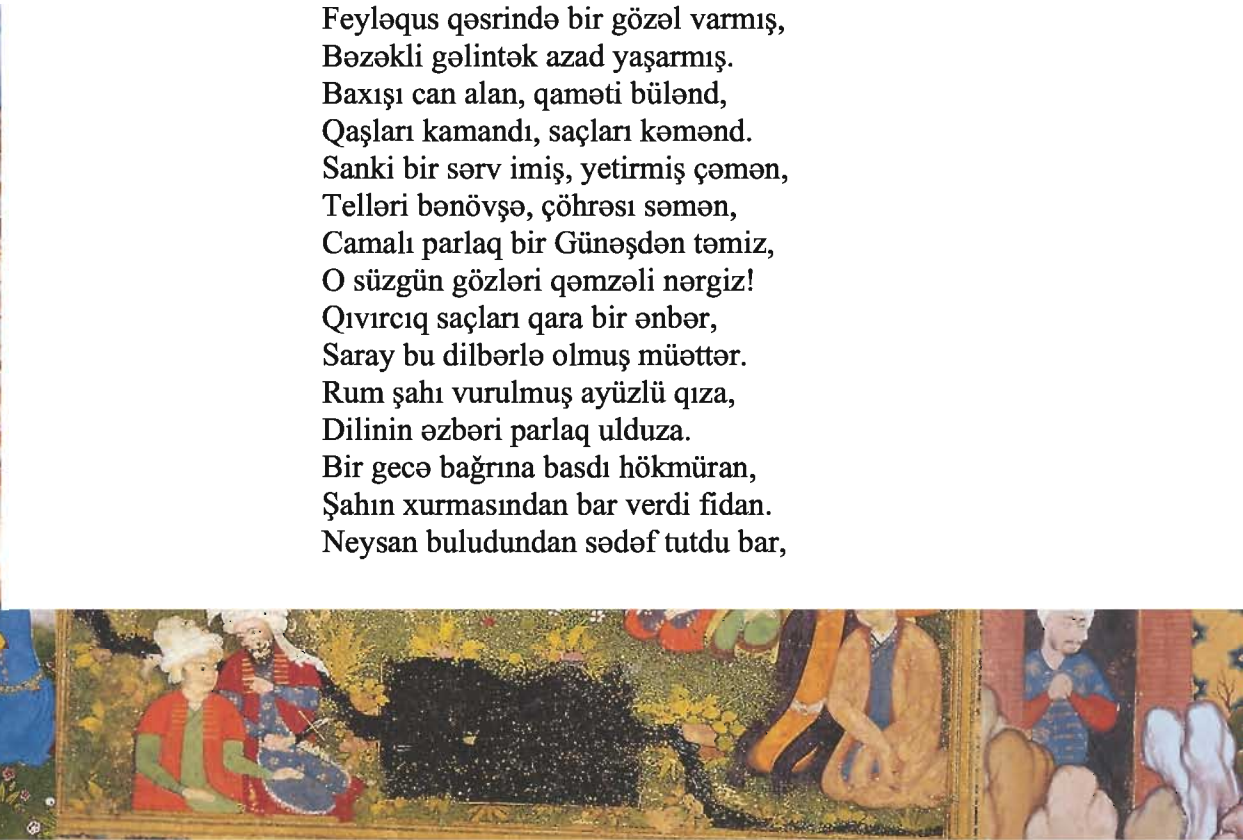 Feyləqus qəsrində bir gözəl varmış,
Bəzəkli gəlintək azad yaşarmış.
Baxışı can alan, qaməti bülənd,
Qaşları kamandı, saçları kəmənd.
Sanki bir sərv imiş, yetirmiş çəmən,
Telləri bənövşə, çöhrəsı səmən,
Camalı parlaq bir Günəşdən təmiz,
O süzgün gözləri qəmzəli nərgiz!
Qıvırcıq saçları qara bir ənbər,
Saray bu dilbərlə olmuş müəttər.
Rum şahı vurulmuş ayüzlü qıza,
Dilinin əzbəri parlaq ulduza.
Bir gecə bağrına basdı hökmüran,
Şahın xurmasından bar verdi fidan.
Neysan buludundan sədəf tutdu bar,